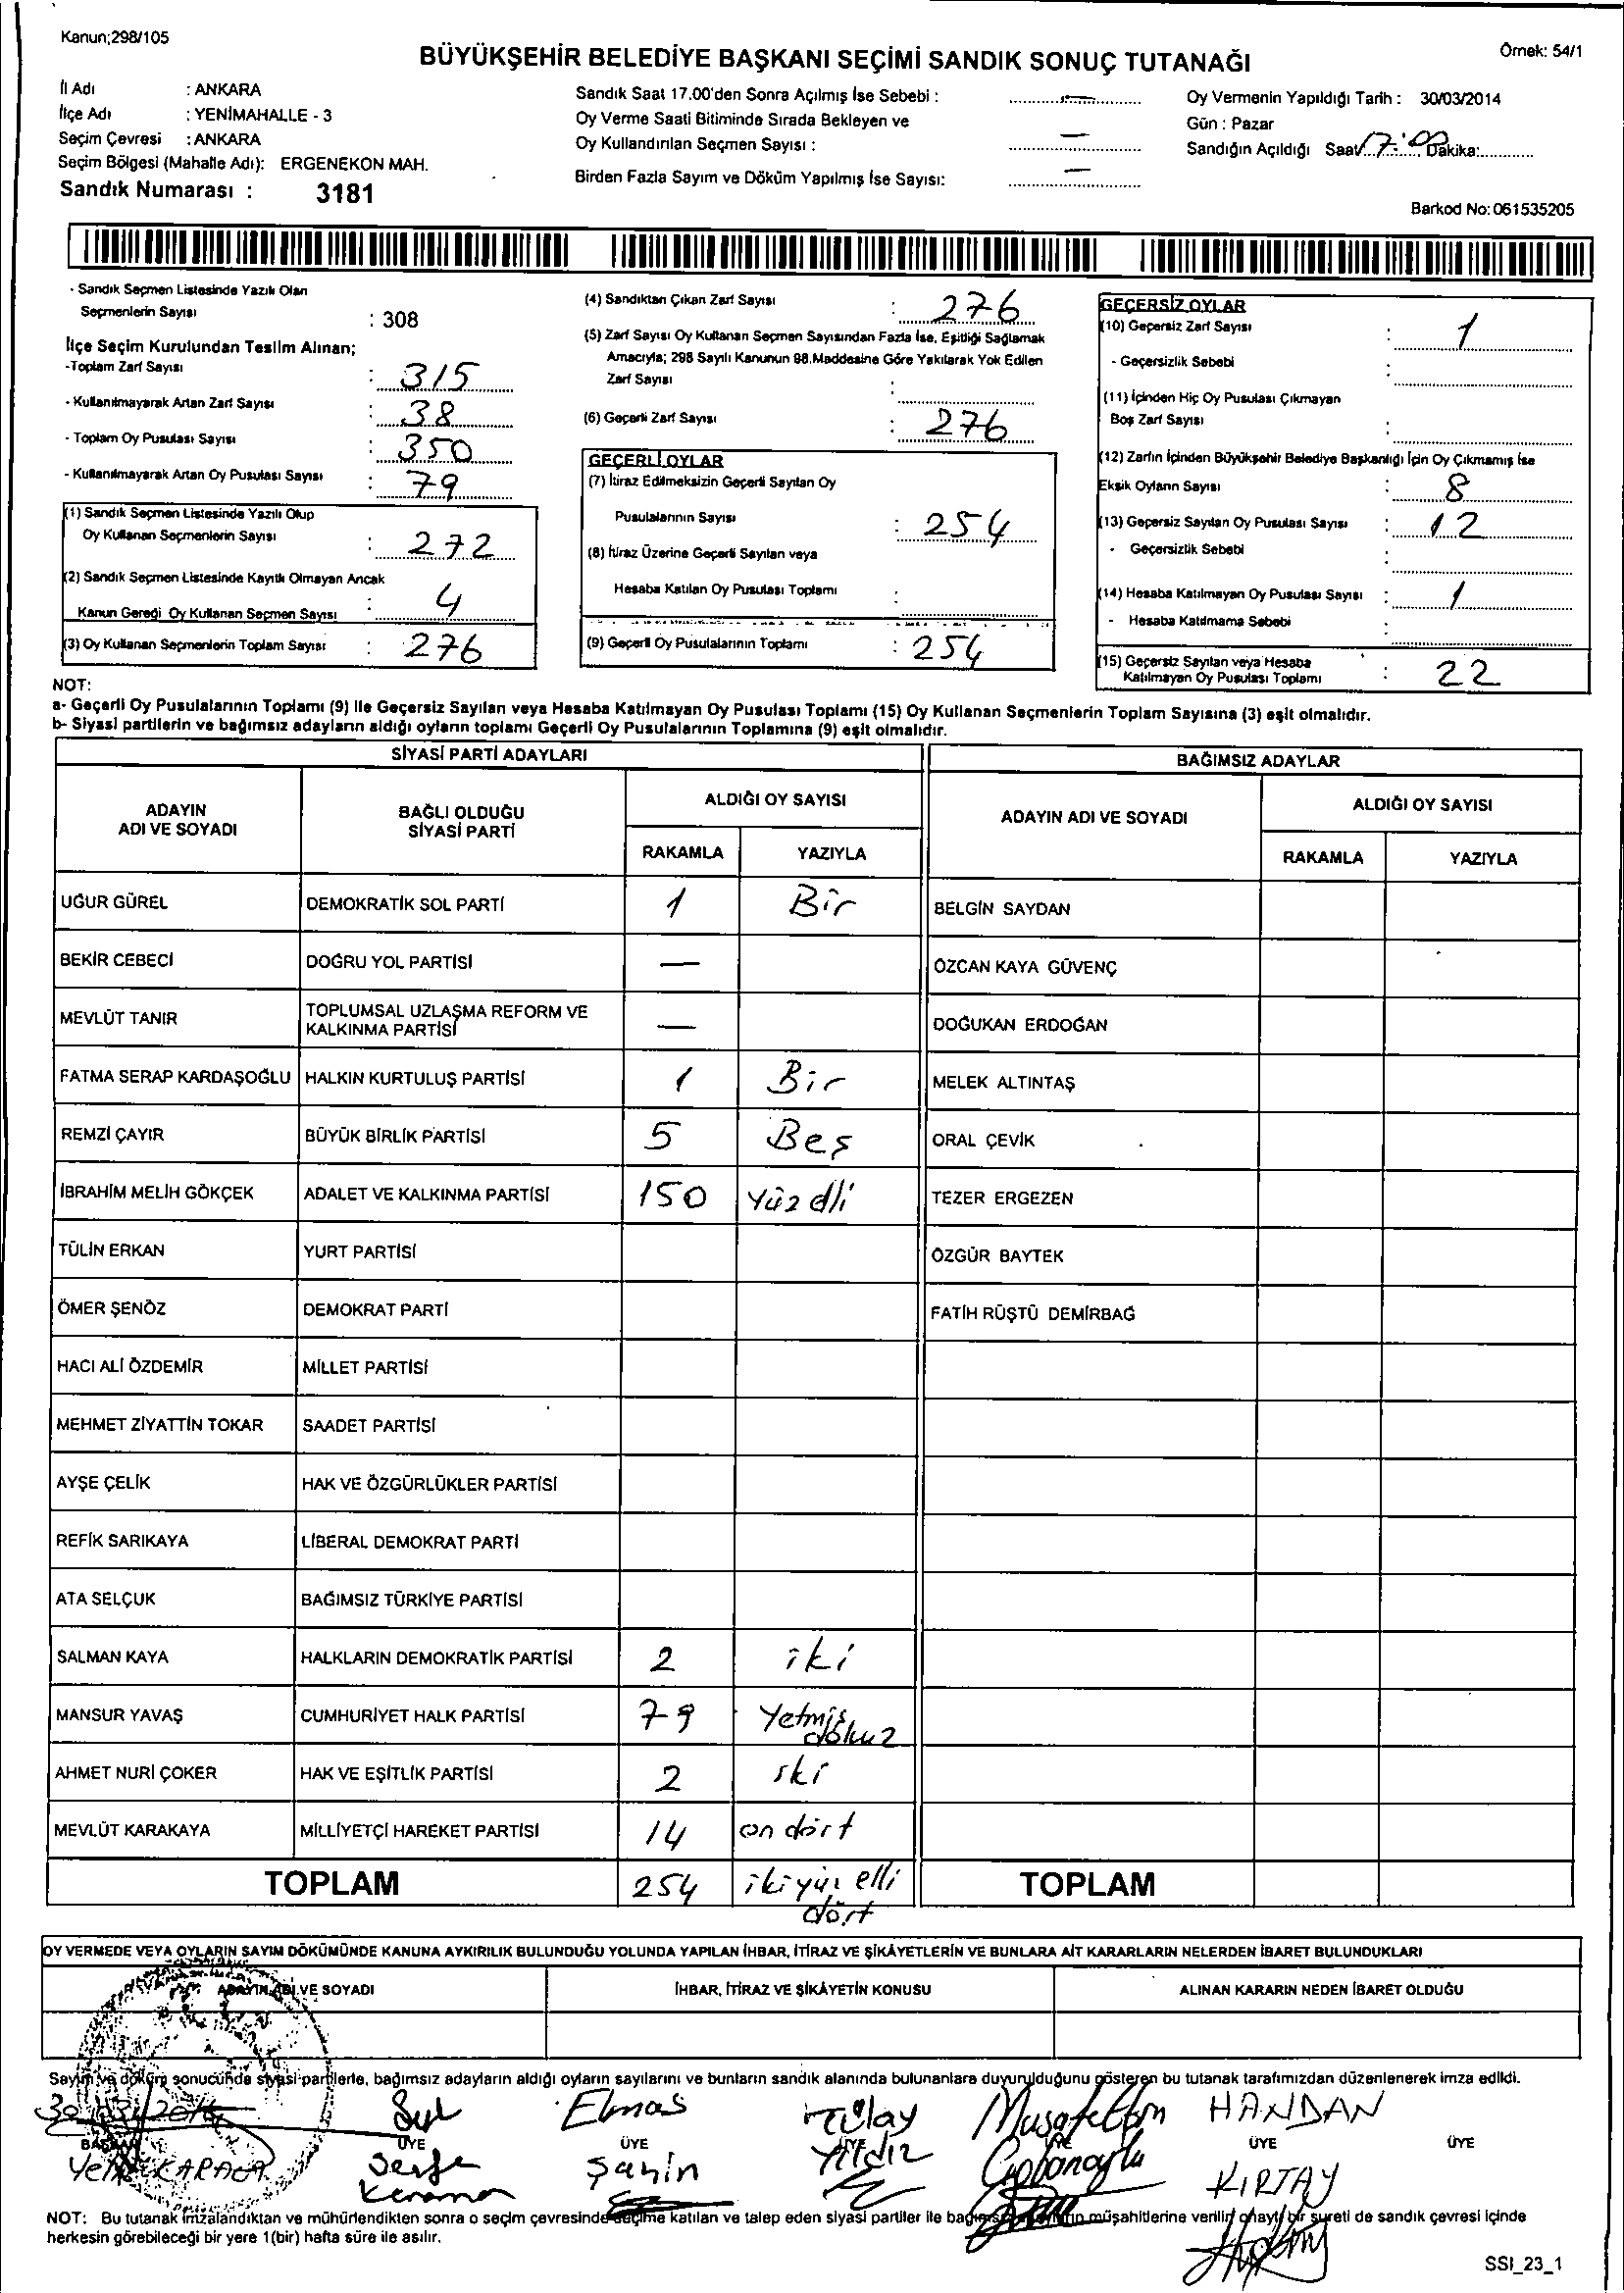 Kanun;298/105
Örnek: 54/1
BÜYÜKŞEHİR BELEDİYE BAŞKANI SEÇİMİ SANDIK SONUÇ TUTANAĞI
İl Adı : ANKARA
İlçe Adı : YENİMAHALLE - 3
Seçim Çevresi : ANKARA
Seçim Bölgesi (Mahalle Adı): ERGENEKON MAH.
Sandık Numarası : 3181
Sandık Saat 17.00'den Sonra Açılmış İse Sebebi : —
Oy Verme Saati Bitiminde Sırada Bekleyen ve
Oy Kullandırılan Seçmen Sayısı : —
Birden Fazla Sayım ve Döküm Yapılmış İse Sayısı: —
Oy Vermenin Yapıldığı Tarih : 30/03/2014
Gün : Pazar
Sandığın Açıldığı Saat 17:00 Dakika:
Barkod No: 061535205
- Sandık Seçmen Listesinde Yazılı Olan
Seçmenlerin Sayısı : 308
İlçe Seçim Kurulundan Teslim Alınan;
-Toplam Zarf Sayısı : 315
- Kullanılmayarak Artan Zarf Sayısı : 38
- Toplam Oy Pusulası Sayısı : 350
- Kullanılmayarak Artan Oy Pusulası Sayısı : 79
(1) Sandık Seçmen Listesinde Yazılı Olup
Oy Kullanan Seçmenlerin Sayısı : 272
(2) Sandık Seçmen Listesinde Kayıtlı Olmayan Ancak
Kanun Gereği Oy Kullanan Seçmen Sayısı : 4
(3) Oy Kullanan Seçmenlerin Toplam Sayısı : 276
(4) Sandıktan Çıkan Zarf Sayısı : 276
(5) Zarf Sayısı Oy Kullanan Seçmen Sayısından Fazla İse, Eşitliği Sağlamak
Amacıyla; 298 Sayılı Kanunun 98.Maddesine Göre Yakılarak Yok Edilen
Zarf Sayısı :
(6) Geçerli Zarf Sayısı : 276
GEÇERLİ OYLAR
(7) İtiraz Edilmeksizin Geçerli Sayılan Oy
Pusulalarının Sayısı : 254
(8) İtiraz Üzerine Geçerli Sayılan veya
Hesaba Katılan Oy Pusulası Toplamı :
(9) Geçerli Oy Pusulalarının Toplamı : 254
GEÇERSİZ OYLAR
(10) Geçersiz Zarf Sayısı : 1
- Geçersizlik Sebebi :
(11) İçinden Hiç Oy Pusulası Çıkmayan
Boş Zarf Sayısı :
(12) Zarfın İçinden Büyükşehir Belediye Başkanlığı İçin Oy Çıkmamış İse
Eksik Oyların Sayısı : 8
(13) Geçersiz Sayılan Oy Pusulası Sayısı : 12
- Geçersizlik Sebebi :
(14) Hesaba Katılmayan Oy Pusulası Sayısı : 1
- Hesaba Katılmama Sebebi :
(15) Geçersiz Sayılan veya Hesaba
Katılmayan Oy Pusulası Toplamı : 22
NOT:
a- Geçerli Oy Pusulalarının Toplamı (9) ile Geçersiz Sayılan veya Hesaba Katılmayan Oy Pusulası Toplamı (15) Oy Kullanan Seçmenlerin Toplam Sayısına (3) eşit olmalıdır.
b- Siyasi partilerin ve bağımsız adayların aldığı oyların toplamı Geçerli Oy Pusulalarının Toplamına (9) eşit olmalıdır.
SİYASİ PARTİ ADAYLARI
BAĞIMSIZ ADAYLAR
ADAYIN ADI VE SOYADI
BAĞLI OLDUĞU SİYASİ PARTİ
ALDIĞI OY SAYISI
RAKAMLA YAZIYLA
ADAYIN ADI VE SOYADI
ALDIĞI OY SAYISI
RAKAMLA YAZIYLA
UĞUR GÜREL DEMOKRATİK SOL PARTİ 1 Bir BELGİN SAYDAN
BEKİR CEBECİ DOĞRU YOL PARTİSİ — ÖZCAN KAYA GÜVENÇ
MEVLÜT TANIR TOPLUMSAL UZLAŞMA REFORM VE KALKINMA PARTİSİ — DOĞUKAN ERDOĞAN
FATMA SERAP KARDAŞOĞLU HALKIN KURTULUŞ PARTİSİ 1 Bir MELEK ALTINTAŞ
REMZİ ÇAYIR BÜYÜK BİRLİK PARTİSİ 5 Beş ORAL ÇEVİK
İBRAHİM MELİH GÖKÇEK ADALET VE KALKINMA PARTİSİ 150 Yüz elli TEZER ERGEZEN
TÜLİN ERKAN YURT PARTİSİ ÖZGÜR BAYTEK
ÖMER ŞENÖZ DEMOKRAT PARTİ FATİH RÜŞTÜ DEMİRBAĞ
HACI ALİ ÖZDEMİR MİLLET PARTİSİ
MEHMET ZİYATTİN TOKAR SAADET PARTİSİ
AYŞE ÇELİK HAK VE ÖZGÜRLÜKLER PARTİSİ
REFİK SARIKAYA LİBERAL DEMOKRAT PARTİ
ATA SELÇUK BAĞIMSIZ TÜRKİYE PARTİSİ
SALMAN KAYA HALKLARIN DEMOKRATİK PARTİSİ 2 iki
MANSUR YAVAŞ CUMHURİYET HALK PARTİSİ 79 Yetmiş dokuz
AHMET NURİ ÇOKER HAK VE EŞİTLİK PARTİSİ 2 iki
MEVLÜT KARAKAYA MİLLİYETÇİ HAREKET PARTİSİ 14 on dört
TOPLAM 254 iki yüz elli dört TOPLAM
OY VERMEDE VEYA OYLARIN SAYIM DÖKÜMÜNDE KANUNA AYKIRILIK BULUNDUĞU YOLUNDA YAPILAN İHBAR, İTİRAZ VE ŞİKÂYETLERİN VE BUNLARA AİT KARARLARIN NELERDEN İBARET BULUNDUKLARI
ADAYIN ADI VE SOYADI İHBAR, İTİRAZ VE ŞİKÂYETİN KONUSU ALINAN KARARIN NEDEN İBARET OLDUĞU
Sayım ve döküm sonucunda siyasi partilerle, bağımsız adayların aldığı oyların sayılarını ve bunların sandık alanında bulunanlara duyurulduğunu gösteren bu tutanak tarafımızdan düzenlenerek imza edildi.
30/03/2014 Elmas Tülay HANDAN
BAŞKAN ÜYE ÜYE ÜYE ÜYE ÜYE ÜYE
Şahin Yıldız Çobanoğlu KIRTAY
NOT: Bu tutanak imzalandıktan ve mühürlendikten sonra o seçim çevresinde seçime katılan ve talep eden siyasi partiler ile müşahitlerine verilir onaylı bir sureti de sandık çevresi içinde
herkesin görebileceği bir yere 1(bir) hafta süre ile asılır.
SSI_23_1